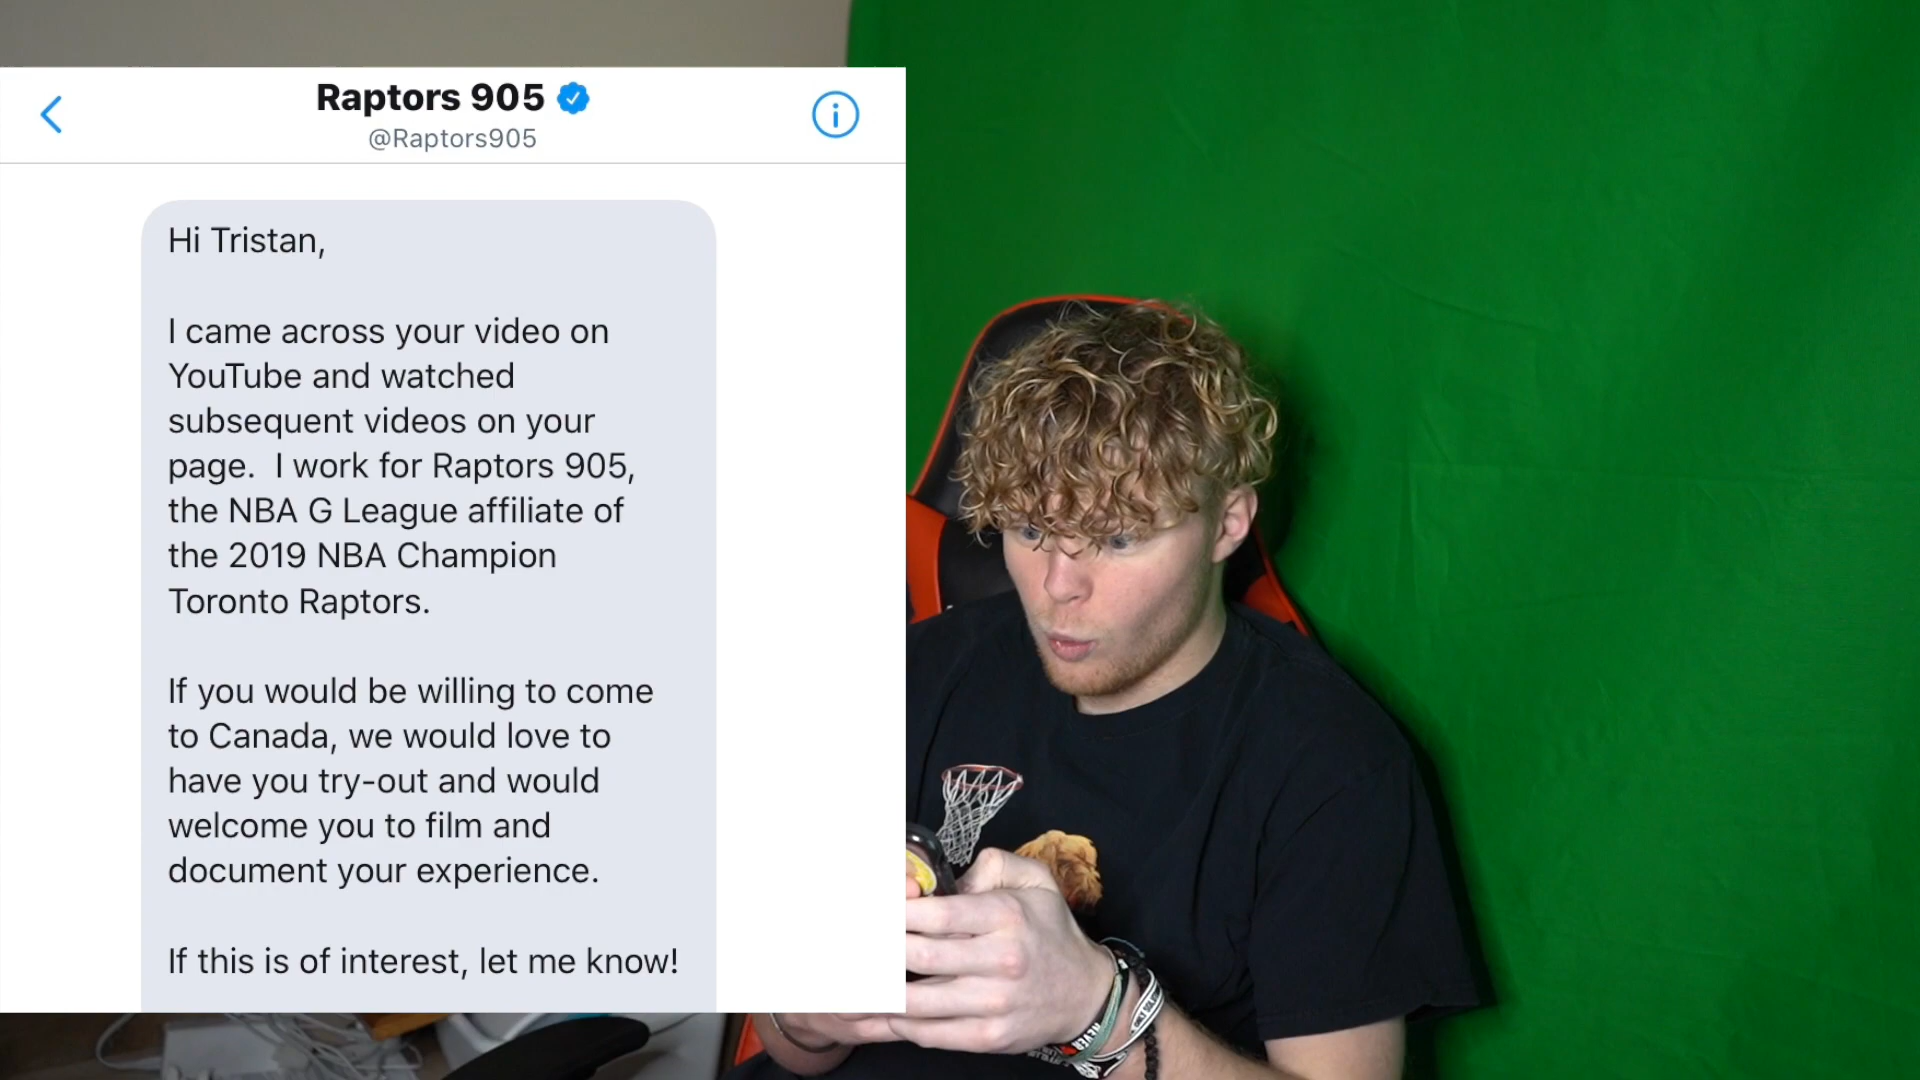 Raptors 905
@Raptors905
Hi Tristan,
I came across your video on
YouTube and watched
subsequent videos on your
page.  I work for Raptors 905,
the NBA G League affiliate of
the 2019 NBA Champion
Toronto Raptors.
If you would be willing to come
to Canada, we would love to
have you try-out and would
welcome you to film and
document your experience.
If this is of interest, let me know!
NEVER